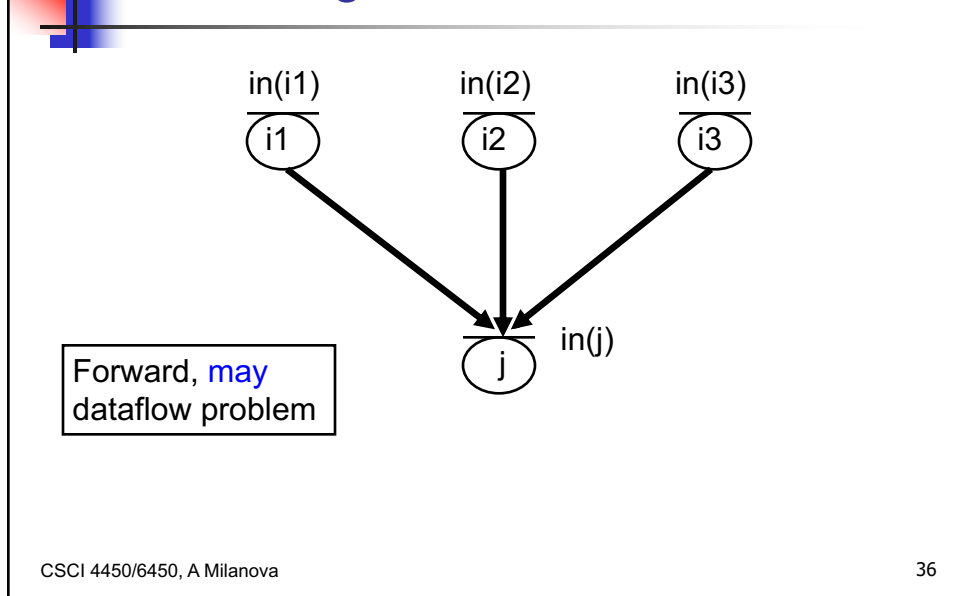 in(i1) in(i2) in(i3)
i1 i2 i3
in(j)
j
Forward, may
dataflow problem
CSCI 4450/6450, A Milanova 36